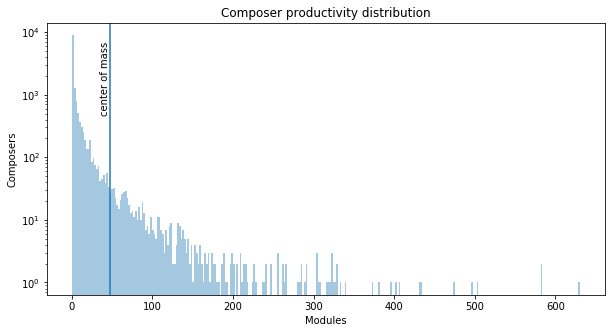 Composer productivity distribution
10⁴
10³
10²
10¹
10⁰
Composers
center of mass
0 100 200 300 400 500 600
Modules